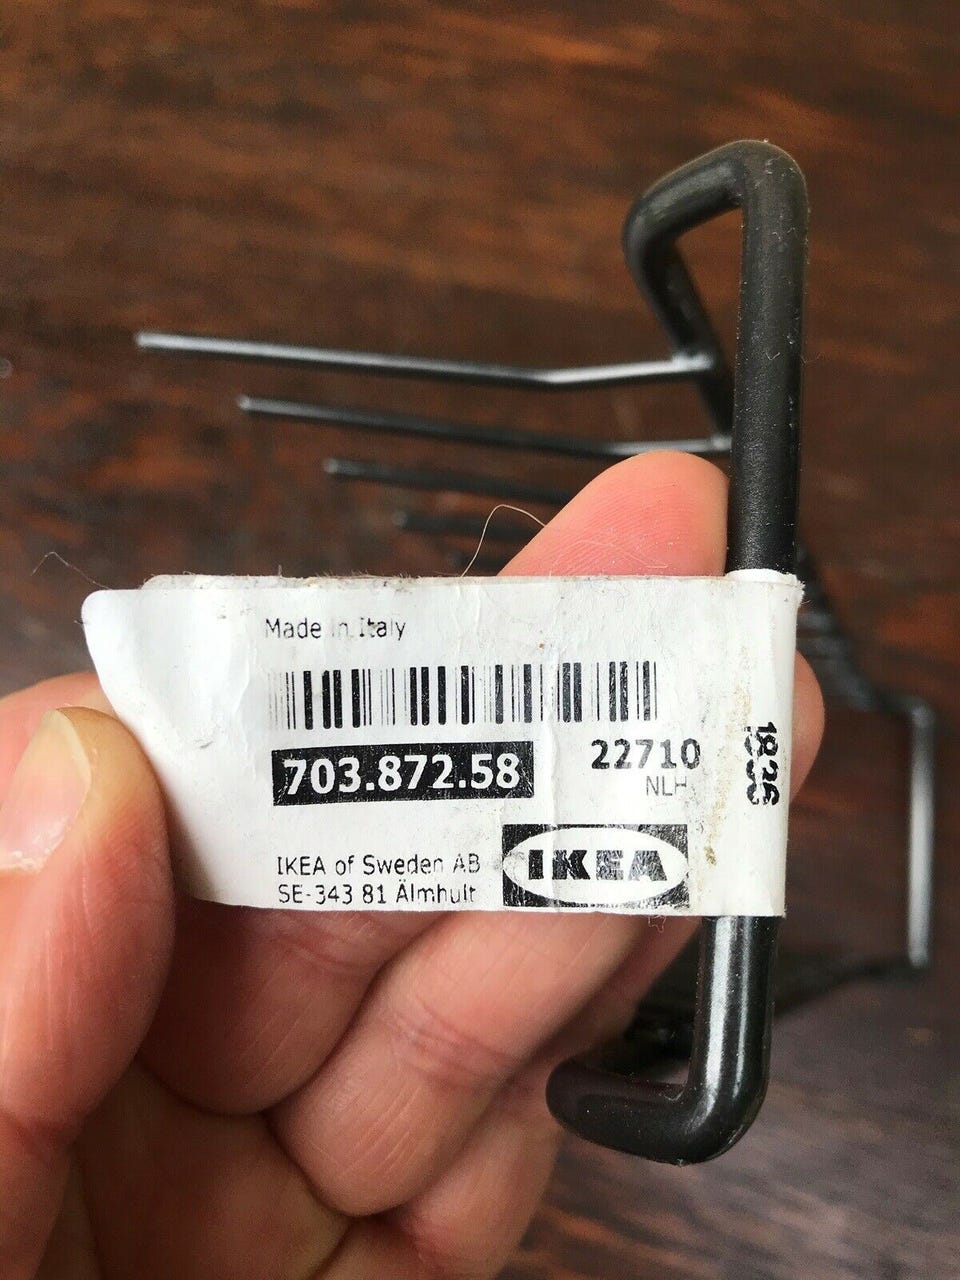 Made in Italy
703.872.58
22710
NLH
IKEA of Sweden AB
SE-343 81 Älmhult
IKEA